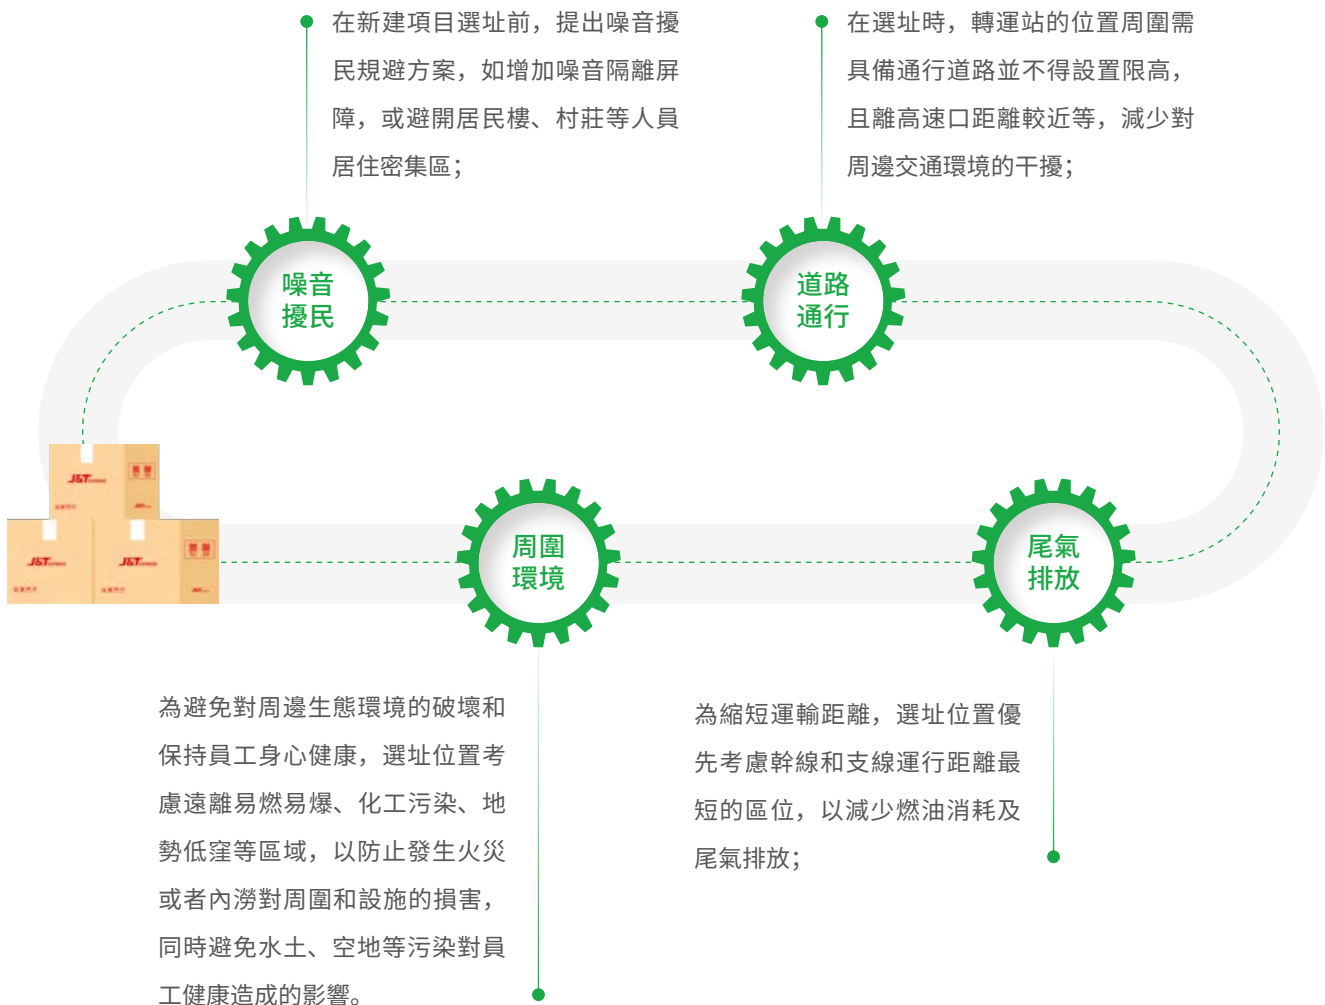 在新建項目選址前，提出噪音擾
民規避方案，如增加噪音隔離屏
障，或避開居民樓、村莊等人員
居住密集區；
在選址時，轉運站的位置周圍需
具備通行道路並不得設置限高，
且離高速口距離較近等，減少對
周邊交通環境的干擾；
噪音
擾民
道路
通行
J&T EXPRESS
J&T EXPRESS
J&T EXPRESS
周圍
環境
尾氣
排放
為避免對周邊生態環境的破壞和
保持員工身心健康，選址位置考
慮遠離易燃易爆、化工污染、地
勢低窪等區域，以防止發生火災
或者內澇對周圍和設施的損害，
同時避免水土、空地等污染對員
工健康造成的影響。
為縮短運輸距離，選址位置優
先考慮幹線和支線運行距離最
短的區位，以減少燃油消耗及
尾氣排放；